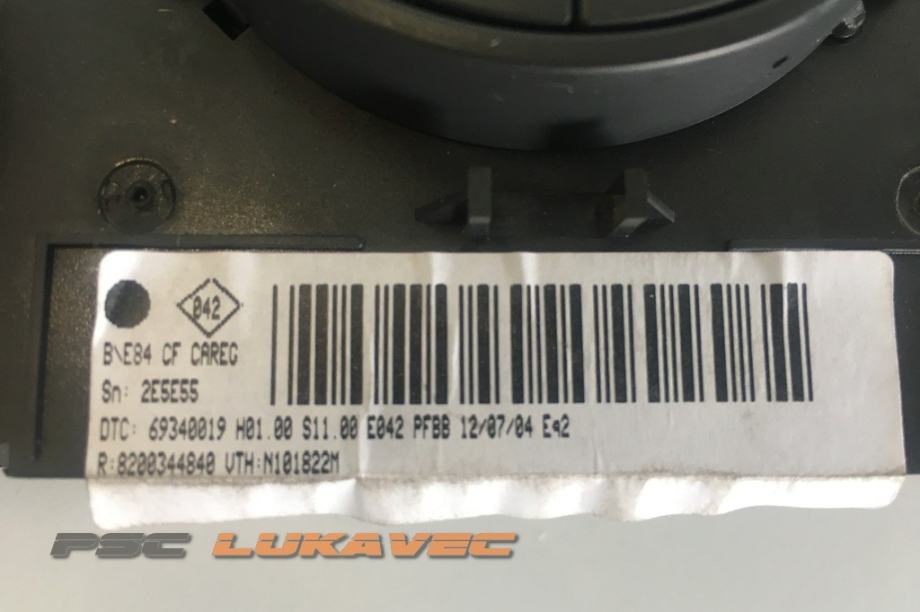 042
B\E84 CF CAREG
Sn: 2E5E55
DTC: 69340019 H01.00 S11.00 E042 PFBB 12/07/04 Eq2
R:8200344840 VTH:N101822M
PSC LUKAVEC